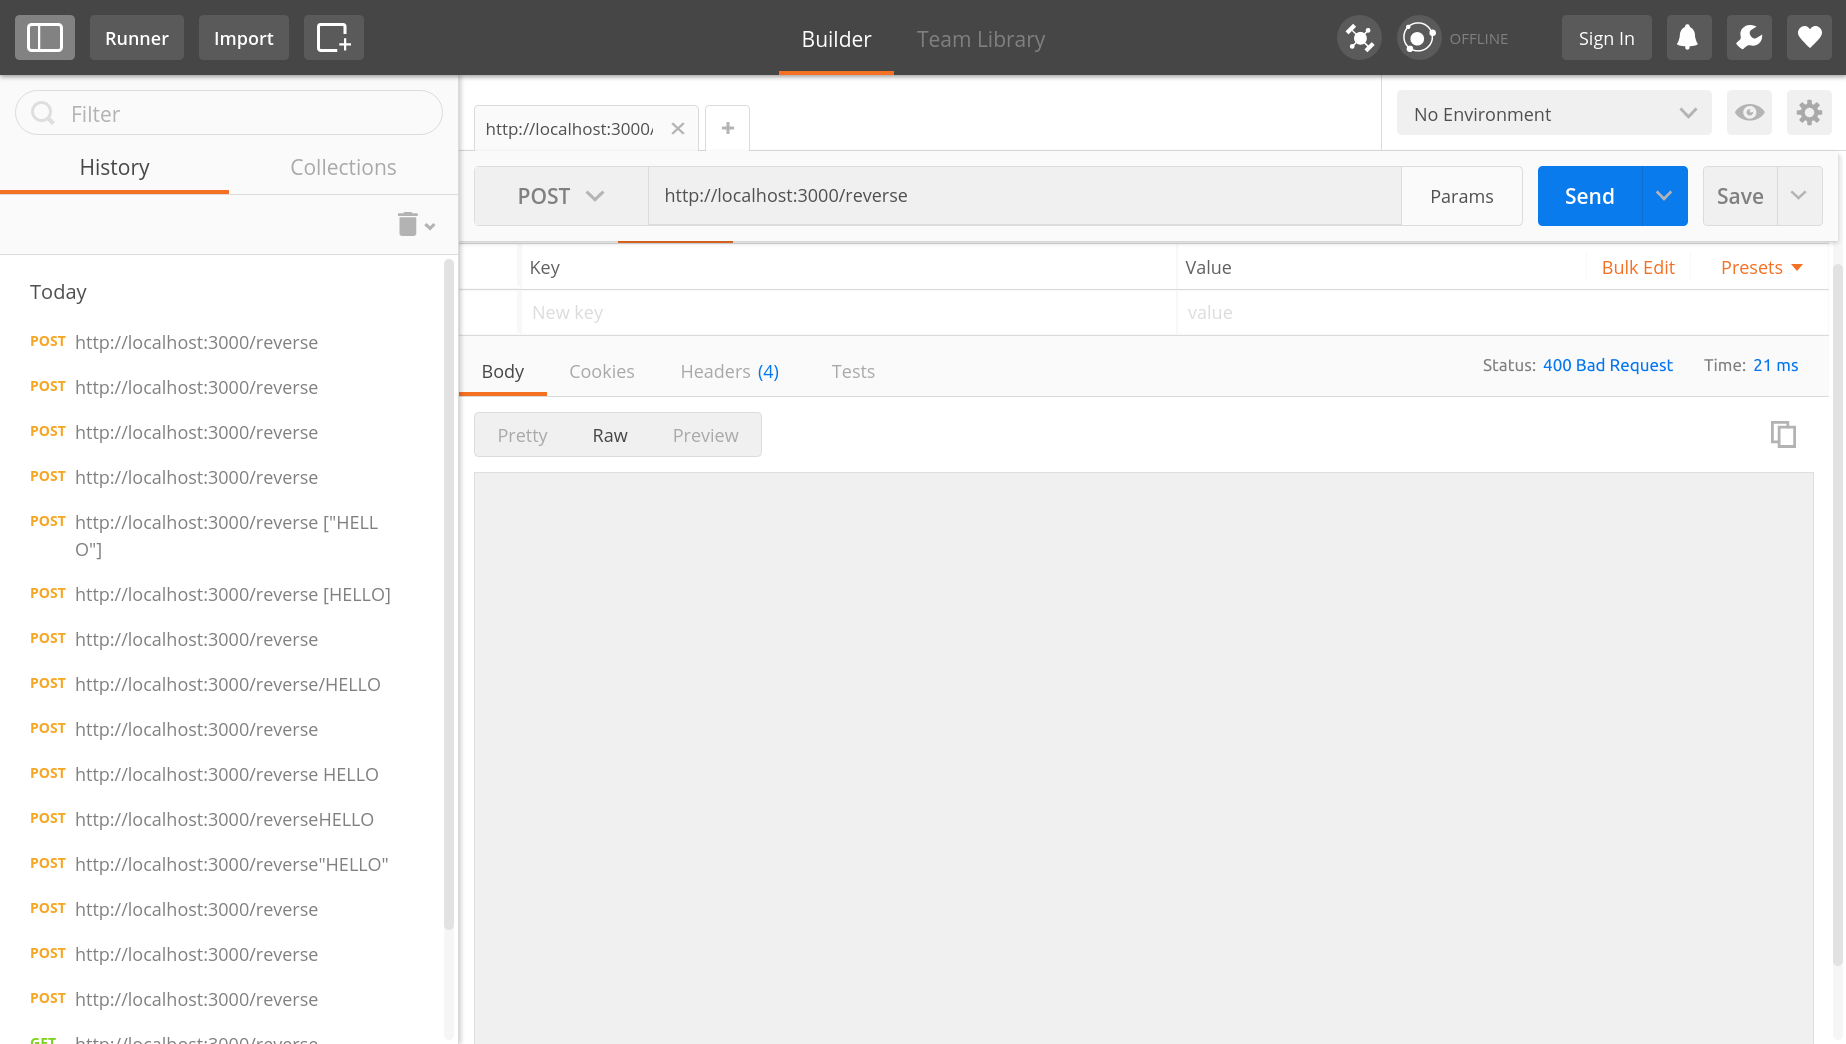 Runner
Import
Builder
Team Library
OFFLINE
Sign In
Filter
History
Collections
Today
POST http://localhost:3000/reverse
POST http://localhost:3000/reverse
POST http://localhost:3000/reverse
POST http://localhost:3000/reverse
POST http://localhost:3000/reverse ["HELL
O"]
POST http://localhost:3000/reverse [HELLO]
POST http://localhost:3000/reverse
POST http://localhost:3000/reverse/HELLO
POST http://localhost:3000/reverse
POST http://localhost:3000/reverse HELLO
POST http://localhost:3000/reverseHELLO
POST http://localhost:3000/reverse"HELLO"
POST http://localhost:3000/reverse
POST http://localhost:3000/reverse
POST http://localhost:3000/reverse
GET http://localhost:3000/reverse
http://localhost:3000/
No Environment
POST
http://localhost:3000/reverse
Params
Send
Save
Key
Value
Bulk Edit
Presets
New key
value
Body
Cookies
Headers (4)
Tests
Status: 400 Bad Request
Time: 21 ms
Pretty
Raw
Preview